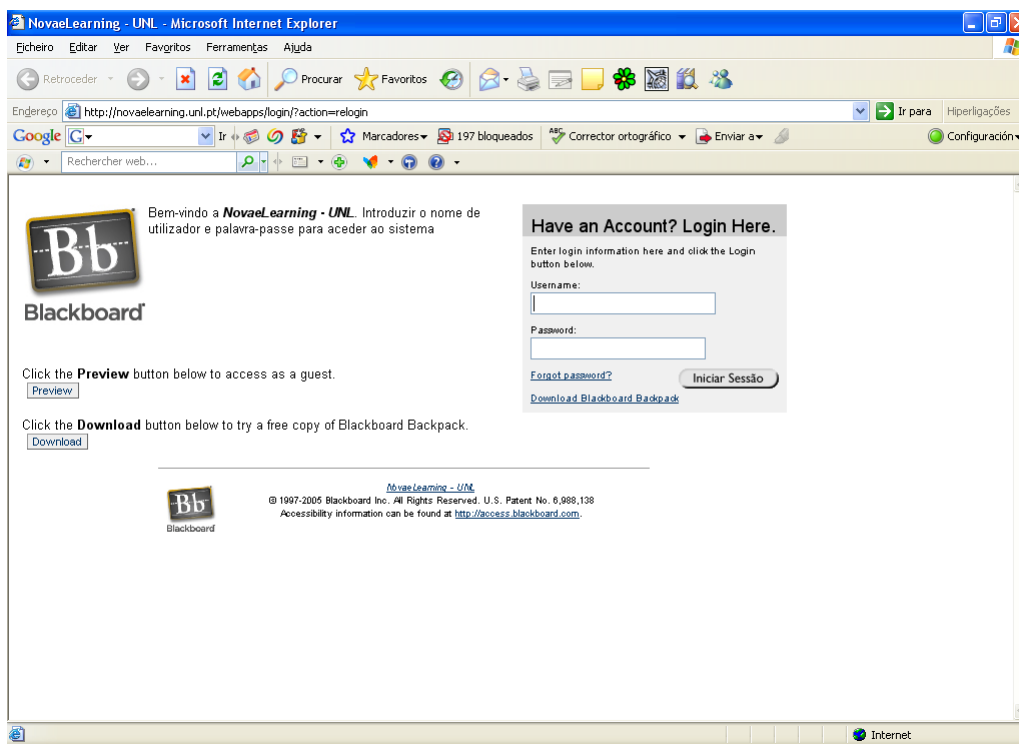 NovaeLearning - UNL - Microsoft Internet Explorer
Ficheiro Editar Ver Favoritos Ferramentas Ajuda
Retroceder Procurar Favoritos
Endereço http://novaelearning.unl.pt/webapps/login/?action=relogin Ir para Hiperligações
Google G Ir Marcadores 197 bloqueados ABC Corrector ortográfico Enviar a Configuración
Rechercher web...
Bem-vindo a NovaeLearning - UNL. Introduzir o nome de
utilizador e palavra-passe para aceder ao sistema
Bb
Blackboard
Have an Account? Login Here.
Enter login information here and click the Login
button below.
Username:
Password:
Forgot password? Iniciar Sessão
Download Blackboard Backpack
Click the Preview button below to access as a guest.
Preview
Click the Download button below to try a free copy of Blackboard Backpack.
Download
Bb
Blackboard
NovaeLearning - UNL
© 1997-2005 Blackboard Inc. All Rights Reserved. U.S. Patent No. 6,988,138
Accessibility information can be found at http://access.blackboard.com.
Internet